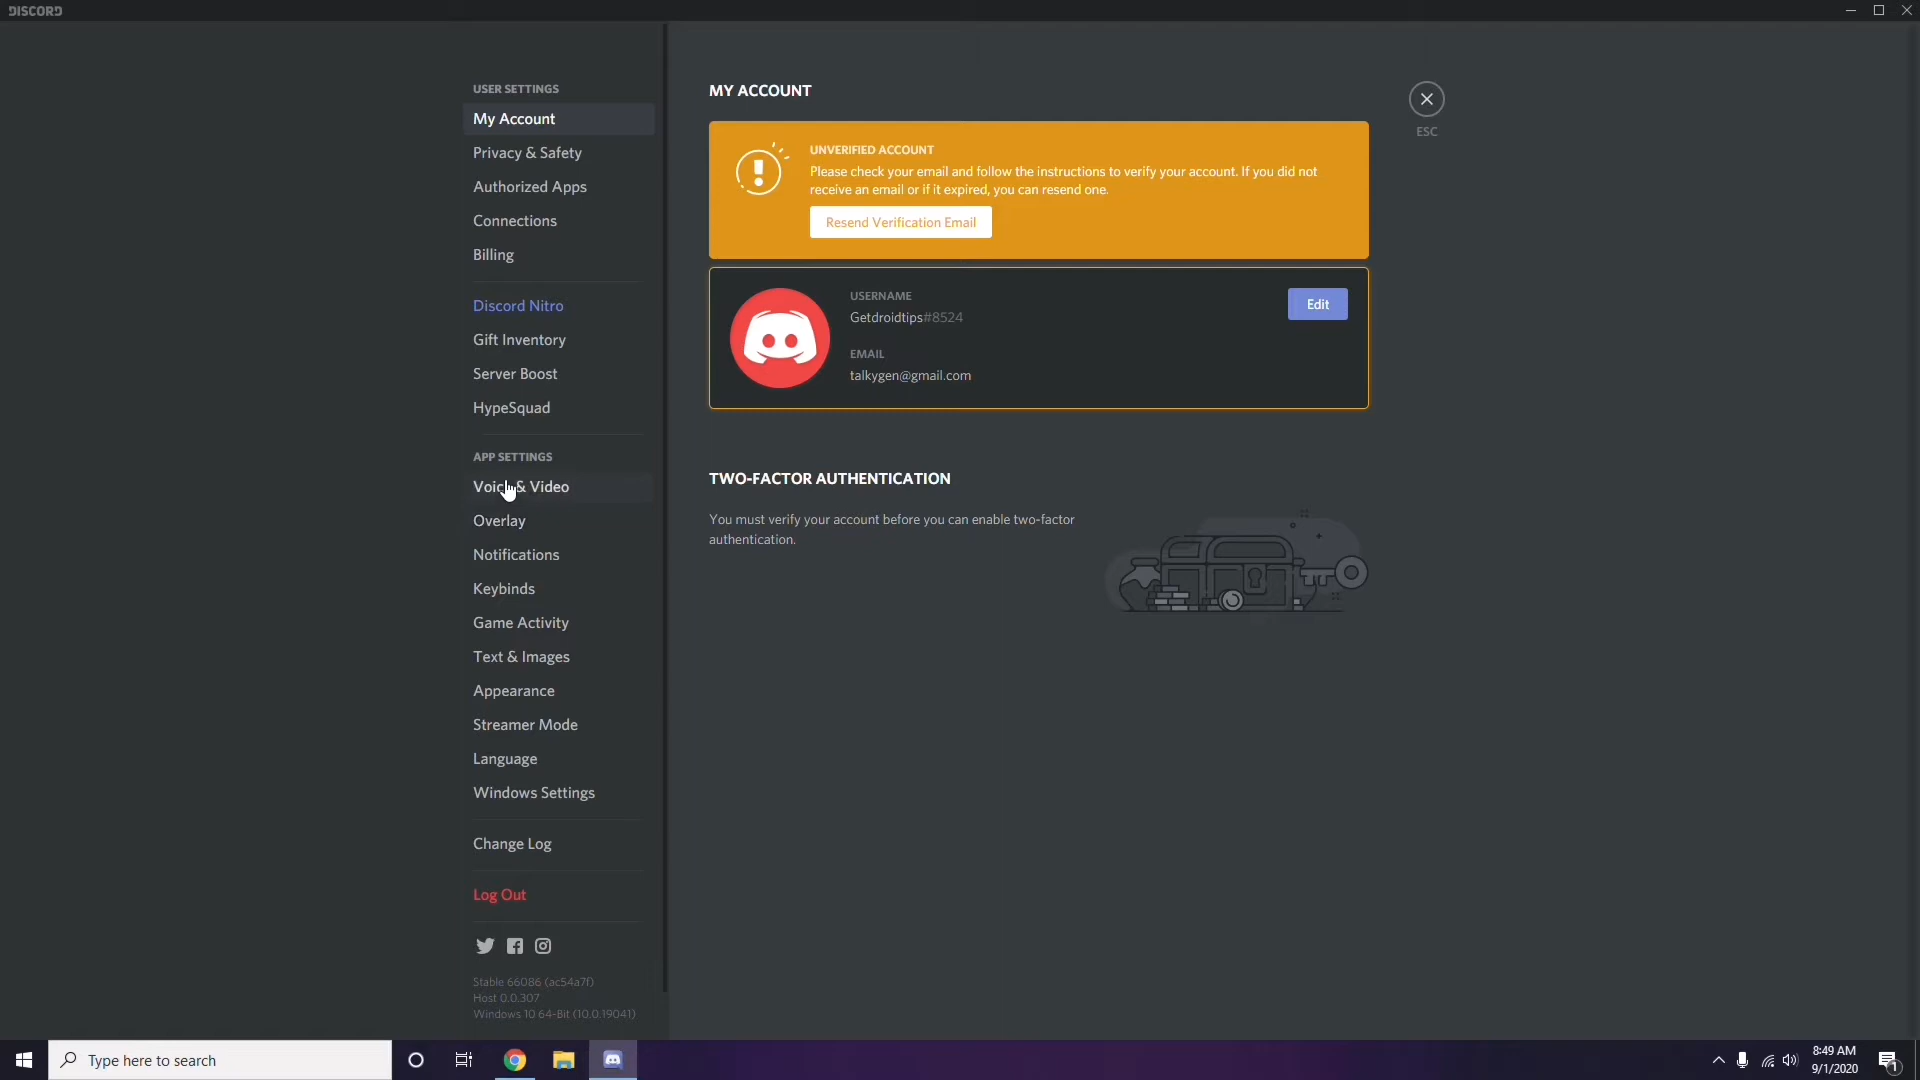 DISCORD
USER SETTINGS
My Account
Privacy & Safety
Authorized Apps
Connections
Billing
Discord Nitro
Gift Inventory
Server Boost
HypeSquad
APP SETTINGS
Voice & Video
Overlay
Notifications
Keybinds
Game Activity
Text & Images
Appearance
Streamer Mode
Language
Windows Settings
Change Log
Log Out
Stable 66086 (ac54a7f)
Host 0.0.307
Windows 10 64-Bit (10.0.19041)
MY ACCOUNT
ESC
UNVERIFIED ACCOUNT
Please check your email and follow the instructions to verify your account. If you did not
receive an email or if it expired, you can resend one.
Resend Verification Email
USERNAME
Getdroidtips#8524
Edit
EMAIL
talkygen@gmail.com
TWO-FACTOR AUTHENTICATION
You must verify your account before you can enable two-factor
authentication.
Type here to search
8:49 AM
9/1/2020
1